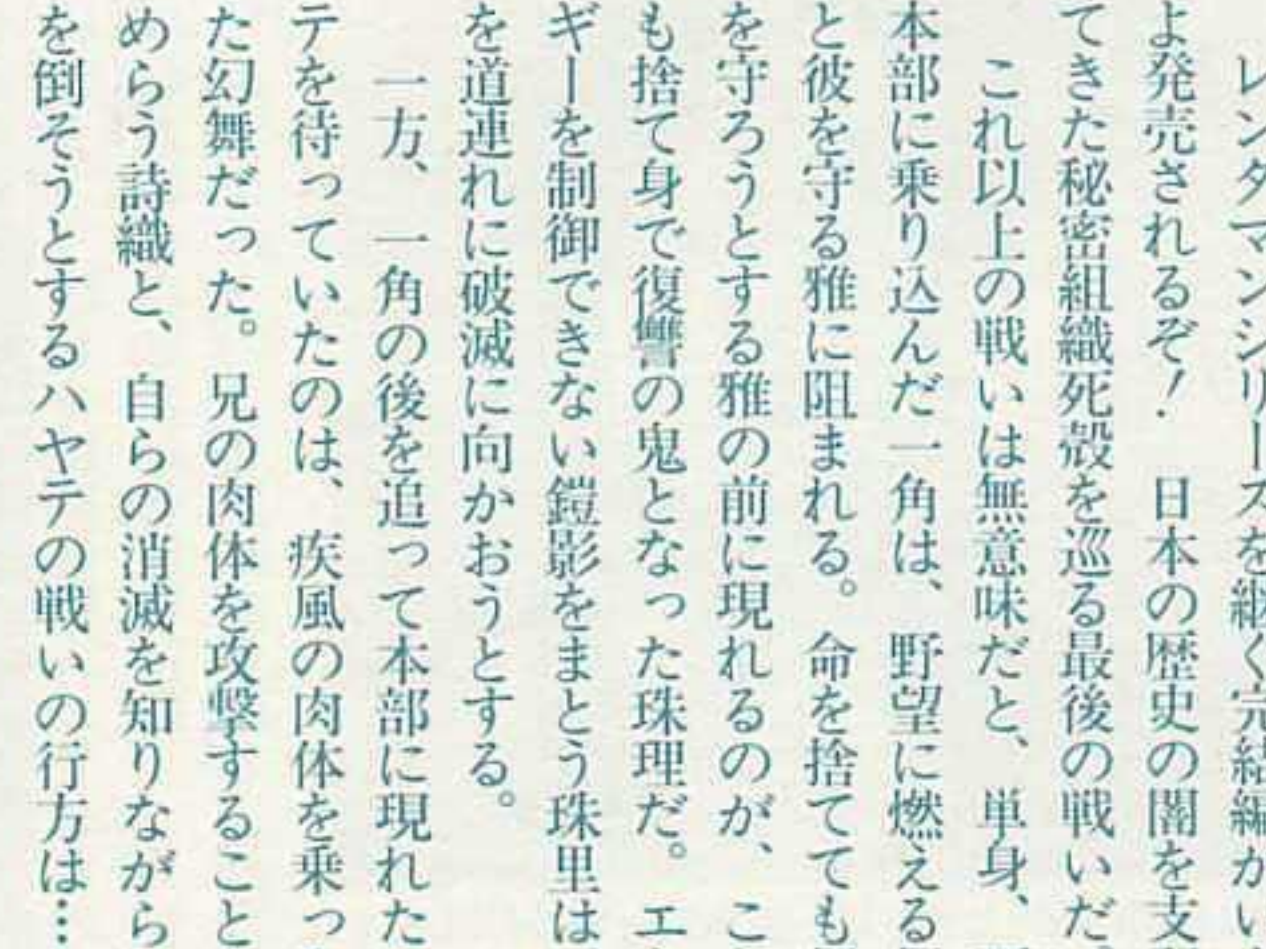 レンタマンシリーズを継ぐ完結編がい
よ発売されるぞ！　日本の歴史の闇を支
てきた秘密組織死殻を巡る最後の戦いだ
これ以上の戦いは無意味だと、単身、
本部に乗り込んだ一角は、野望に燃える
と彼を守る雅に阻まれる。命を捨てても
を守ろうとする雅の前に現れるのが、こ
も捨て身で復讐の鬼となった珠理だ。エ
ギーを制御できない鎧影をまとう珠里は
を道連れに破滅に向かおうとする。
一方、一角の後を追って本部に現れた
テを待っていたのは、疾風の肉体を乗っ
た幻舞だった。兄の肉体を攻撃すること
めらう詩織と、自らの消滅を知りながら
を倒そうとするハヤテの戦いの行方は…